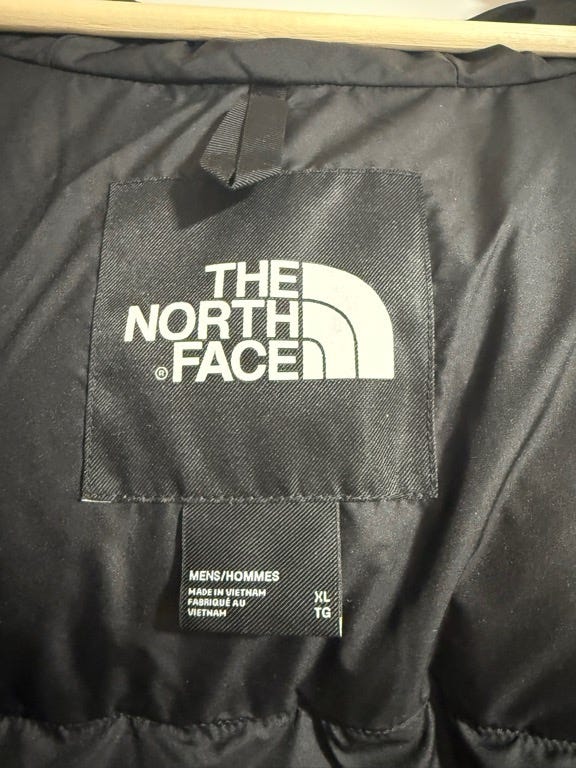 THE
NORTH
® FACE
MENS/HOMMES
MADE IN VIETNAM
FABRIQUÉ AU
VIETNAM
XL
TG